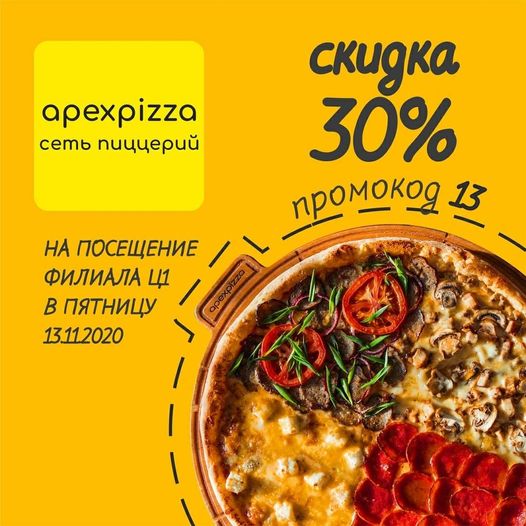 apexpizza
сеть пиццерий
скидка
30%
промокод 13
НА ПОСЕЩЕНИЕ
ФИЛИАЛА Ц1
В ПЯТНИЦУ
13.11.2020
apexpizza